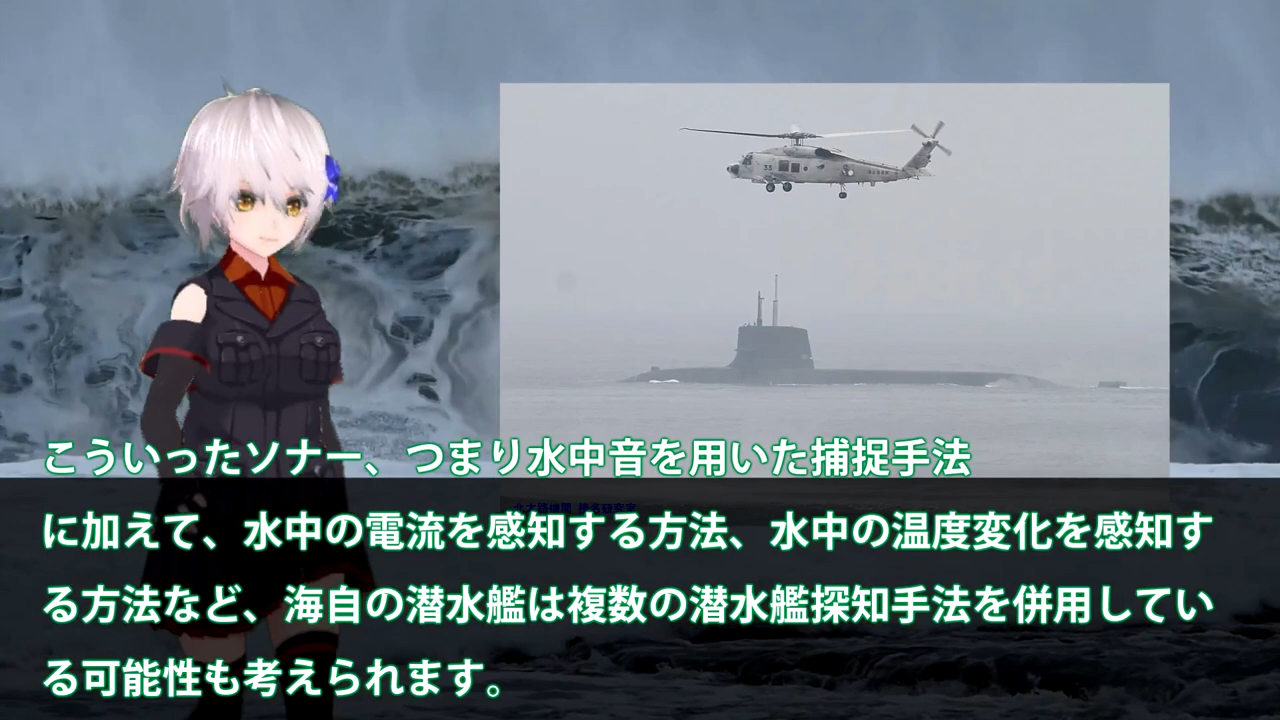 33
こういったソナー、つまり水中音を用いた捕捉手法
に加えて、水中の電流を感知する方法、水中の温度変化を感知す
る方法など、海自の潜水艦は複数の潜水艦探知手法を併用してい
る可能性も考えられます。